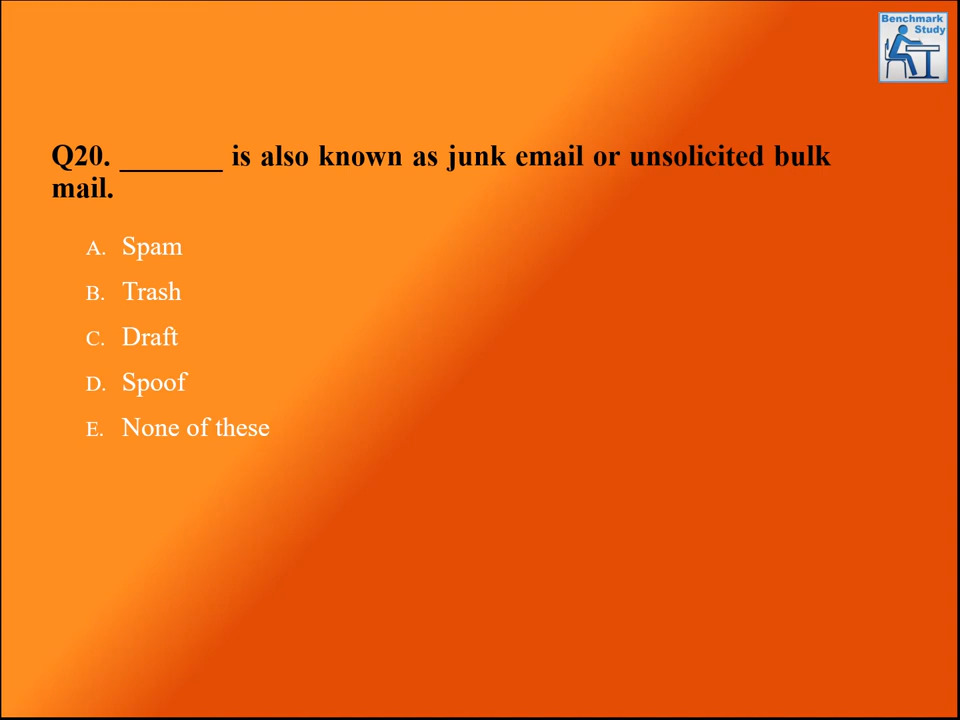 Benchmark
Study
Q20. _______ is also known as junk email or unsolicited bulk
mail.
A. Spam
B. Trash
C. Draft
D. Spoof
E. None of these